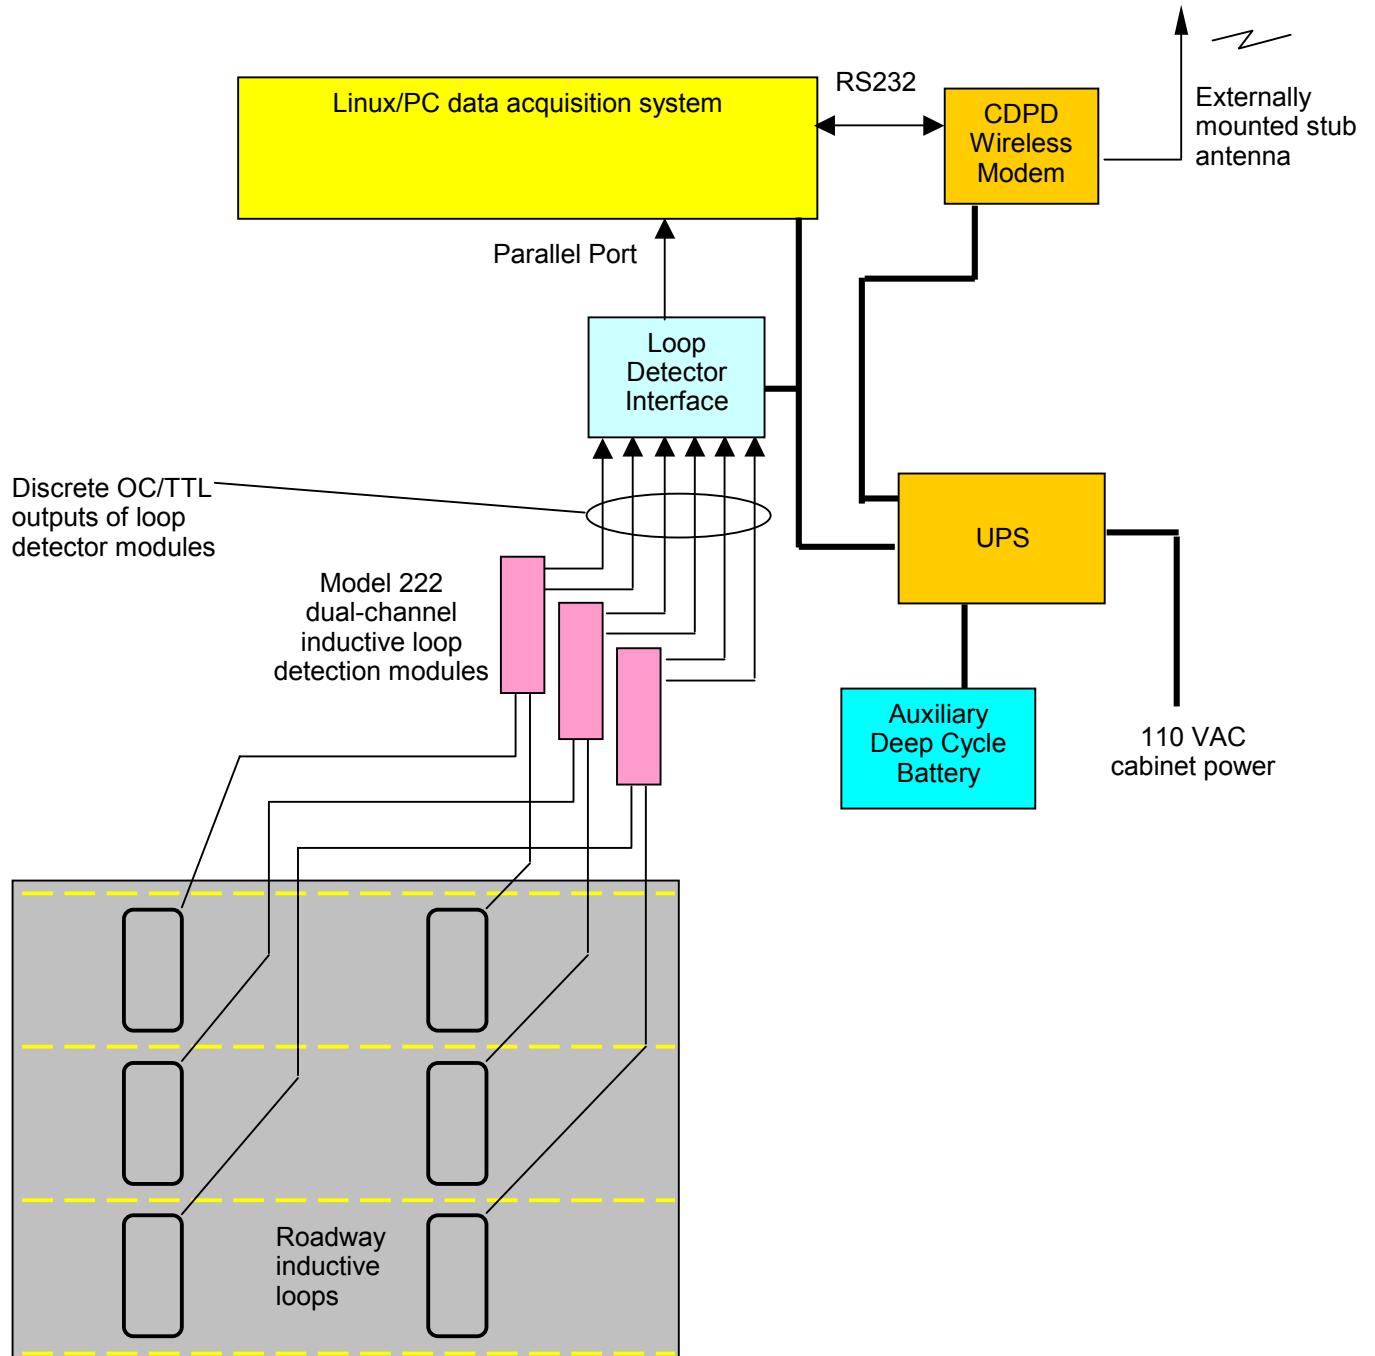 Linux/PC data acquisition system
RS232
CDPD
Wireless
Modem
Externally
mounted stub
antenna
Parallel Port
Loop
Detector
Interface
Discrete OC/TTL
outputs of loop
detector modules
UPS
Model 222
dual-channel
inductive loop
detection modules
Auxiliary
Deep Cycle
Battery
110 VAC
cabinet power
Roadway
inductive
loops